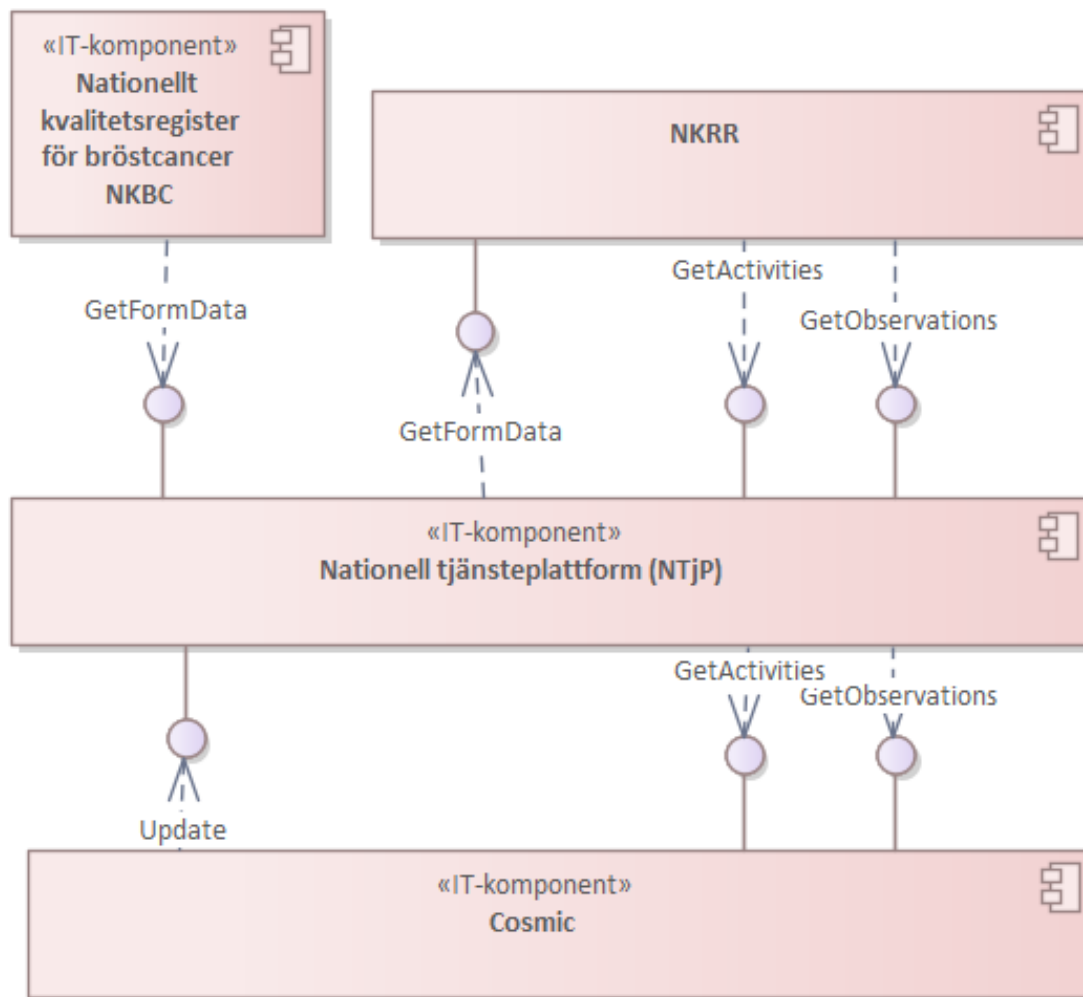 «IT-komponent»
Nationellt
kvalitetsregister
för bröstcancer
NKBC
NKRR
GetFormData
GetActivities
GetObservations
GetFormData
«IT-komponent»
Nationell tjänsteplattform (NTjP)
GetActivities
GetObservations
Update
«IT-komponent»
Cosmic